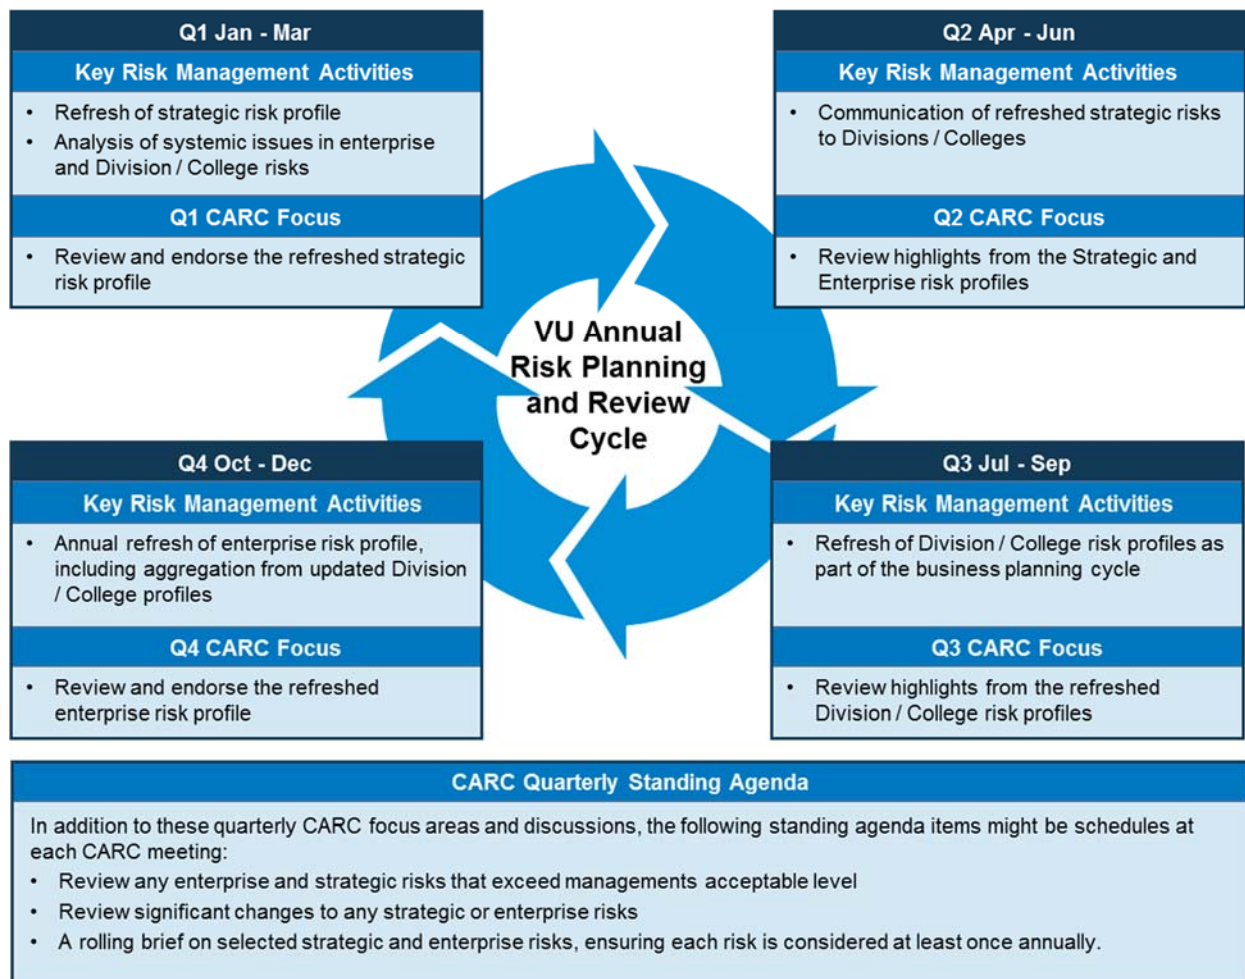 Q1 Jan - Mar
Key Risk Management Activities
• Refresh of strategic risk profile
• Analysis of systemic issues in enterprise
and Division / College risks
Q1 CARC Focus
• Review and endorse the refreshed strategic
risk profile
Q2 Apr - Jun
Key Risk Management Activities
• Communication of refreshed strategic risks
to Divisions / Colleges
Q2 CARC Focus
• Review highlights from the Strategic and
Enterprise risk profiles
VU Annual
Risk Planning
and Review
Cycle
Q4 Oct - Dec
Key Risk Management Activities
• Annual refresh of enterprise risk profile,
including aggregation from updated Division
/ College profiles
Q4 CARC Focus
• Review and endorse the refreshed
enterprise risk profile
Q3 Jul - Sep
Key Risk Management Activities
• Refresh of Division / College risk profiles as
part of the business planning cycle
Q3 CARC Focus
• Review highlights from the refreshed
Division / College risk profiles
CARC Quarterly Standing Agenda
In addition to these quarterly CARC focus areas and discussions, the following standing agenda items might be schedules at
each CARC meeting:
• Review any enterprise and strategic risks that exceed managements acceptable level
• Review significant changes to any strategic or enterprise risks
• A rolling brief on selected strategic and enterprise risks, ensuring each risk is considered at least once annually.